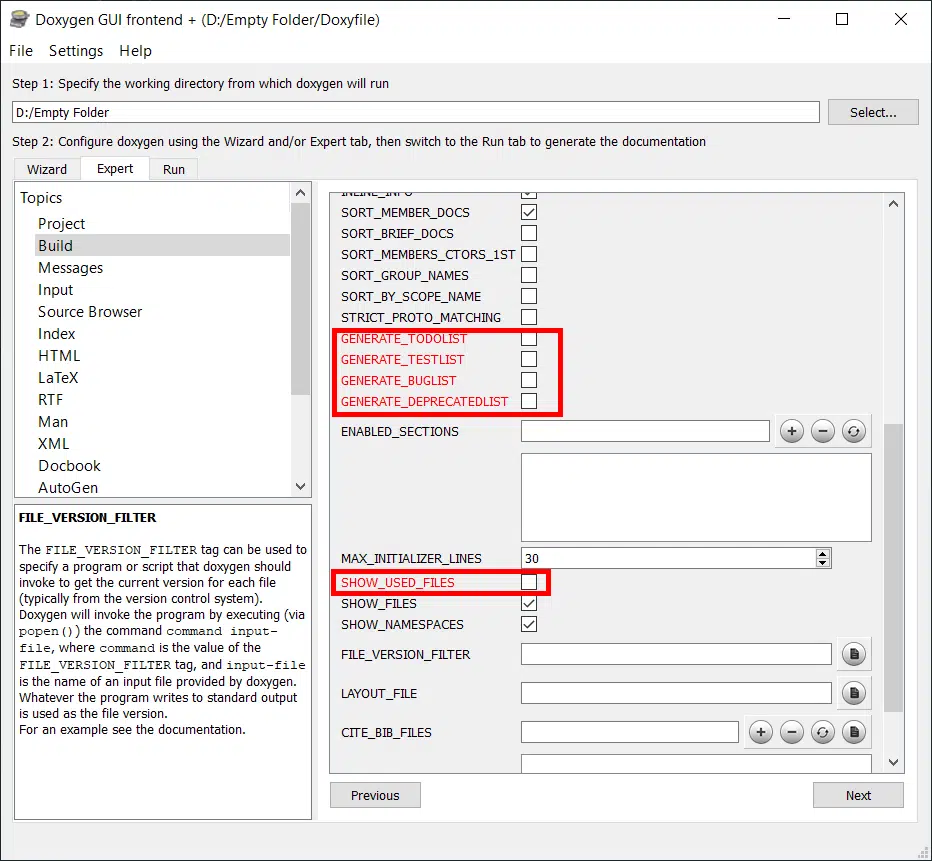 Doxygen GUI frontend + (D:/Empty Folder/Doxyfile)
File Settings Help
Step 1: Specify the working directory from which doxygen will run
D:/Empty Folder
Select...
Step 2: Configure doxygen using the Wizard and/or Expert tab, then switch to the Run tab to generate the documentation
Wizard Expert Run
Topics
Project
Build
Messages
Input
Source Browser
Index
HTML
LaTeX
RTF
Man
XML
Docbook
AutoGen
FILE_VERSION_FILTER
The FILE_VERSION_FILTER tag can be used to
specify a program or script that doxygen should
invoke to get the current version for each file
(typically from the version control system).
Doxygen will invoke the program by executing (via
popen()) the command command input-
file, where command is the value of the
FILE_VERSION_FILTER tag, and input-file
is the name of an input file provided by doxygen.
Whatever the program writes to standard output
is used as the file version.
For an example see the documentation.
INLINE_INFO
SORT_MEMBER_DOCS
SORT_BRIEF_DOCS
SORT_MEMBERS_CTORS_1ST
SORT_GROUP_NAMES
SORT_BY_SCOPE_NAME
STRICT_PROTO_MATCHING
GENERATE_TODOLIST
GENERATE_TESTLIST
GENERATE_BUGLIST
GENERATE_DEPRECATEDLIST
ENABLED_SECTIONS
MAX_INITIALIZER_LINES 30
SHOW_USED_FILES
SHOW_FILES
SHOW_NAMESPACES
FILE_VERSION_FILTER
LAYOUT_FILE
CITE_BIB_FILES
Previous
Next